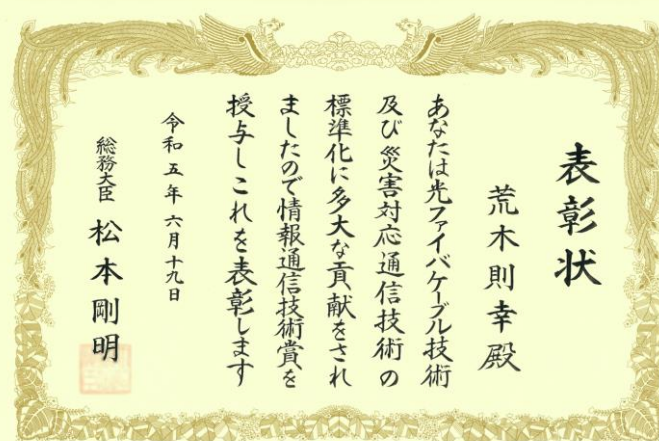 表彰状
荒木則幸殿
あなたは光ファイバケーブル技術
及び災害対応通信技術の
標準化に多大な貢献をされ
ましたので情報通信技術賞を
授与しこれを表彰します
令和五年六月十九日
総務大臣 松本剛明